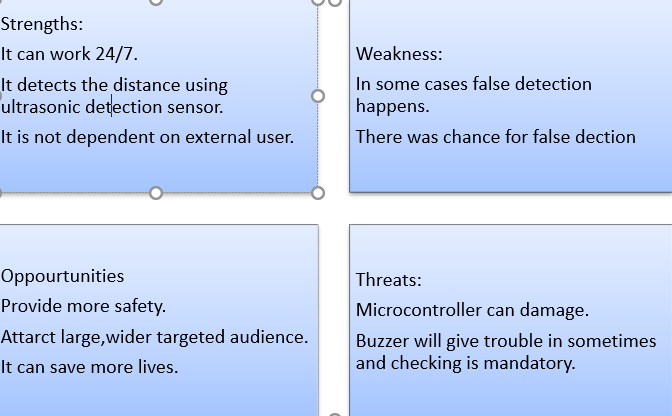 Strengths:
It can work 24/7.
It detects the distance using
ultrasonic detection sensor.
It is not dependent on external user.
Weakness:
In some cases false detection
happens.
There was chance for false dection
Oppourtunities
Provide more safety.
Attarct large,wider targeted audience.
It can save more lives.
Threats:
Microcontroller can damage.
Buzzer will give trouble in sometimes
and checking is mandatory.